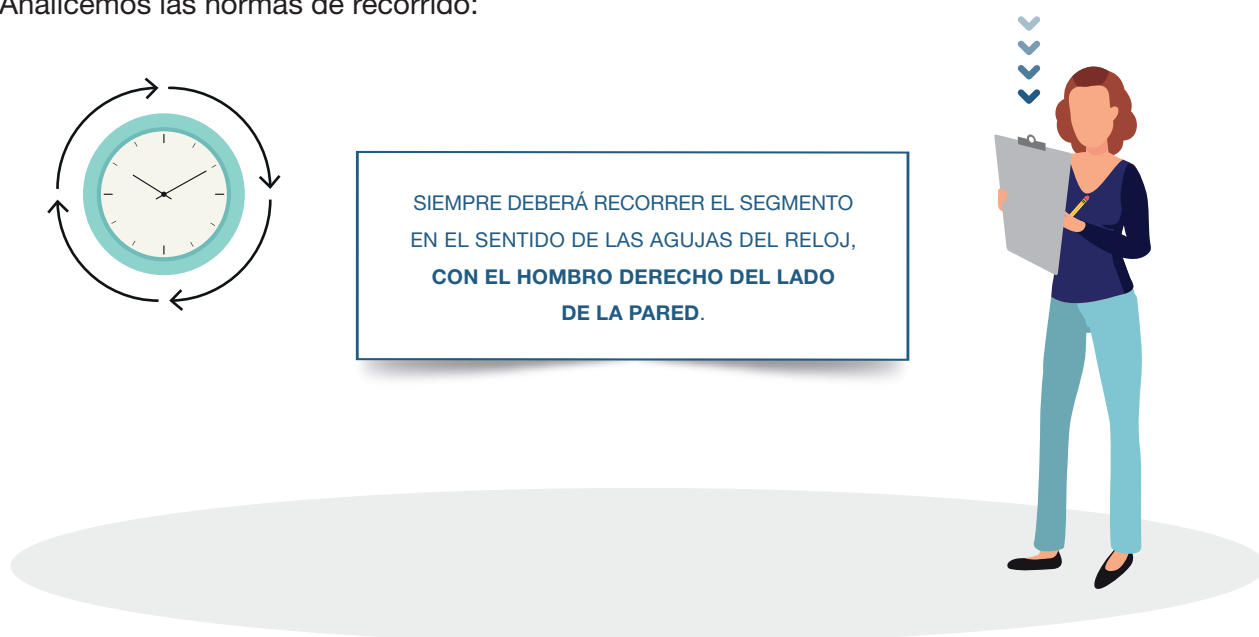 Analicemos las normas de recorrido:
SIEMPRE DEBERÁ RECORRER EL SEGMENTO
EN EL SENTIDO DE LAS AGUJAS DEL RELOJ,
CON EL HOMBRO DERECHO DEL LADO
DE LA PARED.